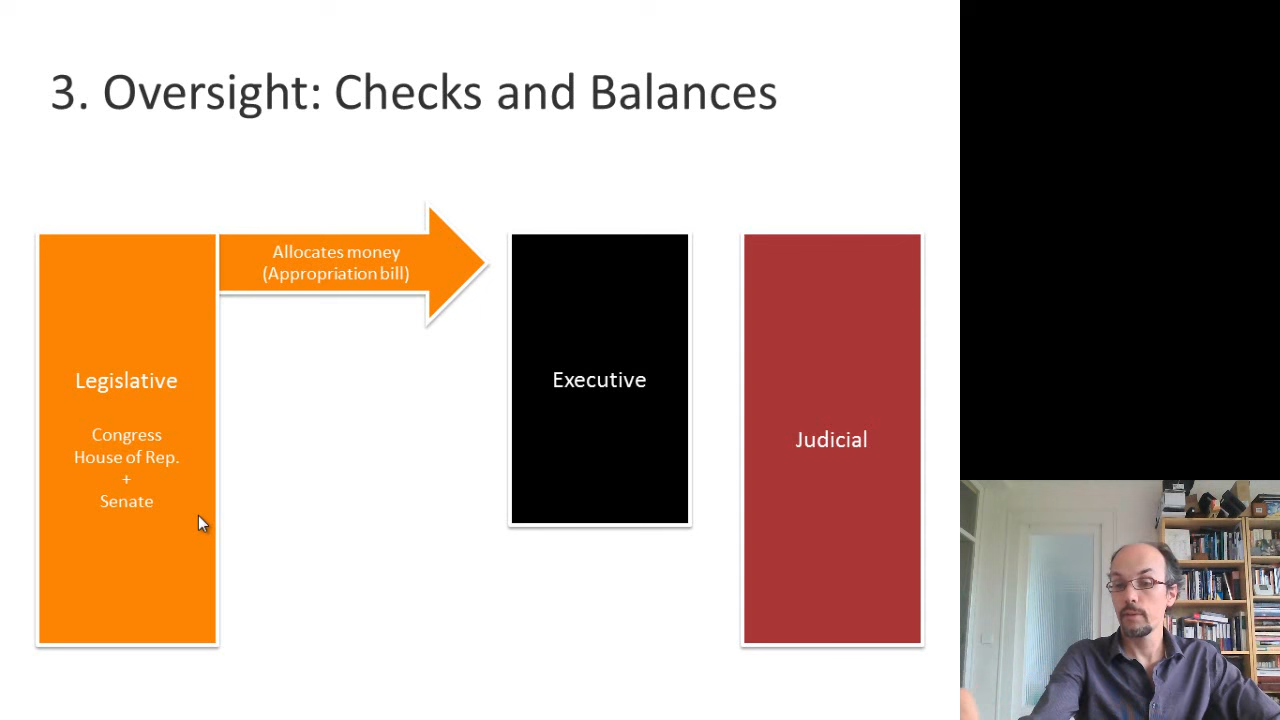 3. Oversight: Checks and Balances
Allocates money
(Appropriation bill)
Legislative
Congress
House of Rep.
+
Senate
Executive
Judicial